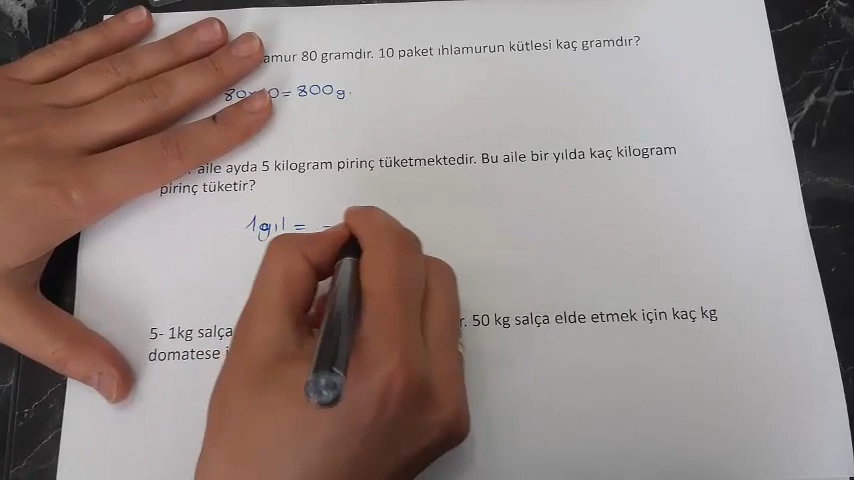 amur 80 gramdır. 10 paket ıhlamurun kütlesi kaç gramdır?
= 800g.
aile ayda 5 kilogram pirinç tüketmektedir. Bu aile bir yılda kaç kilogram
pirinç tüketir?
1yıl =
5- 1kg salça r. 50 kg salça elde etmek için kaç kg
domatese